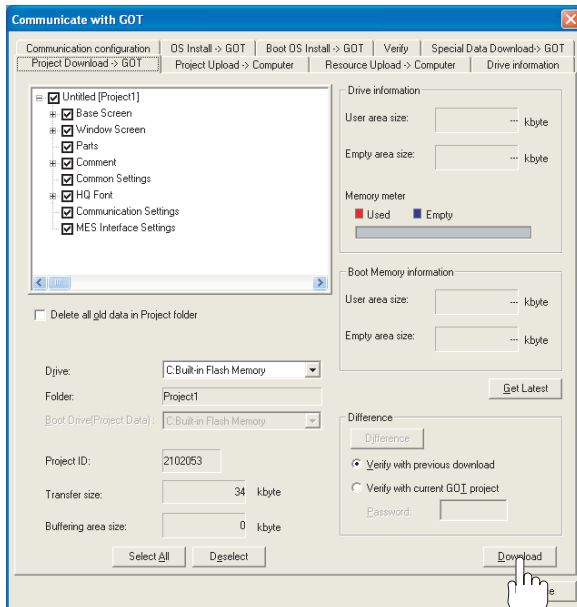 Communicate with GOT
Communication configuration OS Install -> GOT Boot OS Install -> GOT Verify Special Data Download-> GOT
Project Download -> GOT Project Upload -> Computer Resource Upload -> Computer Drive information
Untitled [Project1]
Base Screen
Window Screen
Parts
Comment
Common Settings
HQ Font
Communication Settings
MES Interface Settings
Delete all old data in Project folder
Drive: C:Built-in Flash Memory
Folder: Project1
Boot Drive(Project Data) : C:Built-in Flash Memory
Project ID: 2102053
Transfer size: 34 kbyte
Buffering area size: 0 kbyte
Select All Deselect
Drive information
User area size: --- kbyte
Empty area size: --- kbyte
Memory meter
Used Empty
Boot Memory information
User area size: --- kbyte
Empty area size: --- kbyte
Get Latest
Difference
Difference
Verify with previous download
Verify with current GOT project
Password:
Download